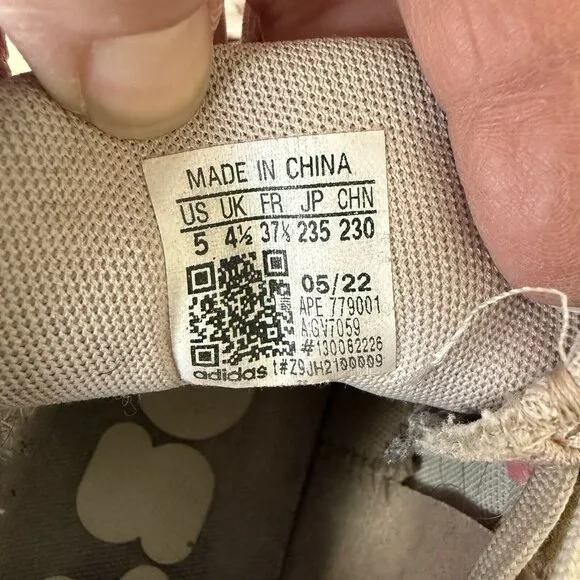 MADE IN CHINA
US UK FR JP CHN
5 4½ 37⅓ 235 230
05/22
APE 779001
A.GV7059
#130062226
adidas t#Z9JH2100009